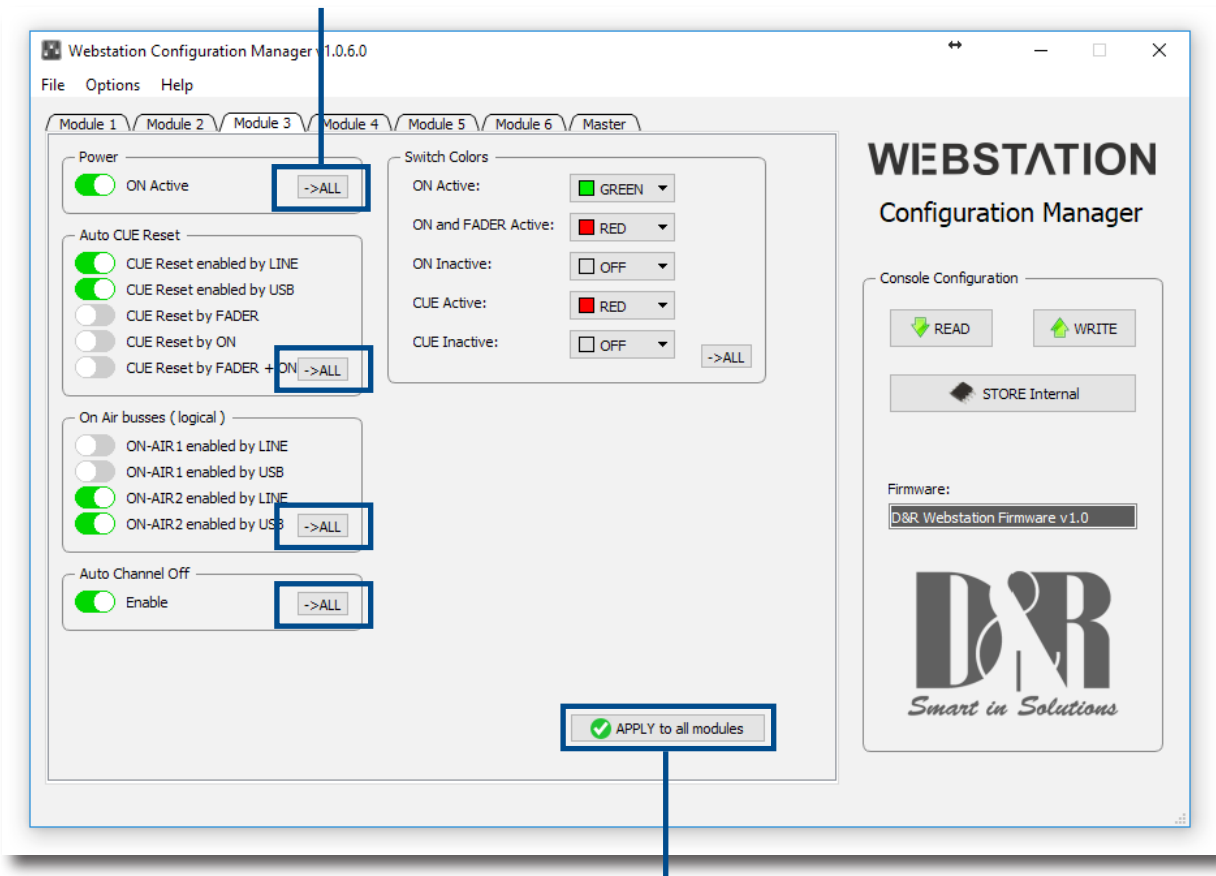 Webstation Configuration Manager v1.0.6.0
File Options Help
Module 1 Module 2 Module 3 Module 4 Module 5 Module 6 Master
Power
ON Active ->ALL
Auto CUE Reset
CUE Reset enabled by LINE
CUE Reset enabled by USB
CUE Reset by FADER
CUE Reset by ON
CUE Reset by FADER + ON ->ALL
On Air busses ( logical )
ON-AIR1 enabled by LINE
ON-AIR1 enabled by USB
ON-AIR2 enabled by LINE
ON-AIR2 enabled by USB ->ALL
Auto Channel Off
Enable ->ALL
Switch Colors
ON Active: GREEN
ON and FADER Active: RED
ON Inactive: OFF
CUE Active: RED
CUE Inactive: OFF
->ALL
APPLY to all modules
WEBSTATION
Configuration Manager
Console Configuration
READ WRITE
STORE Internal
Firmware:
D&R Webstation Firmware v1.0
D&R
Smart in Solutions